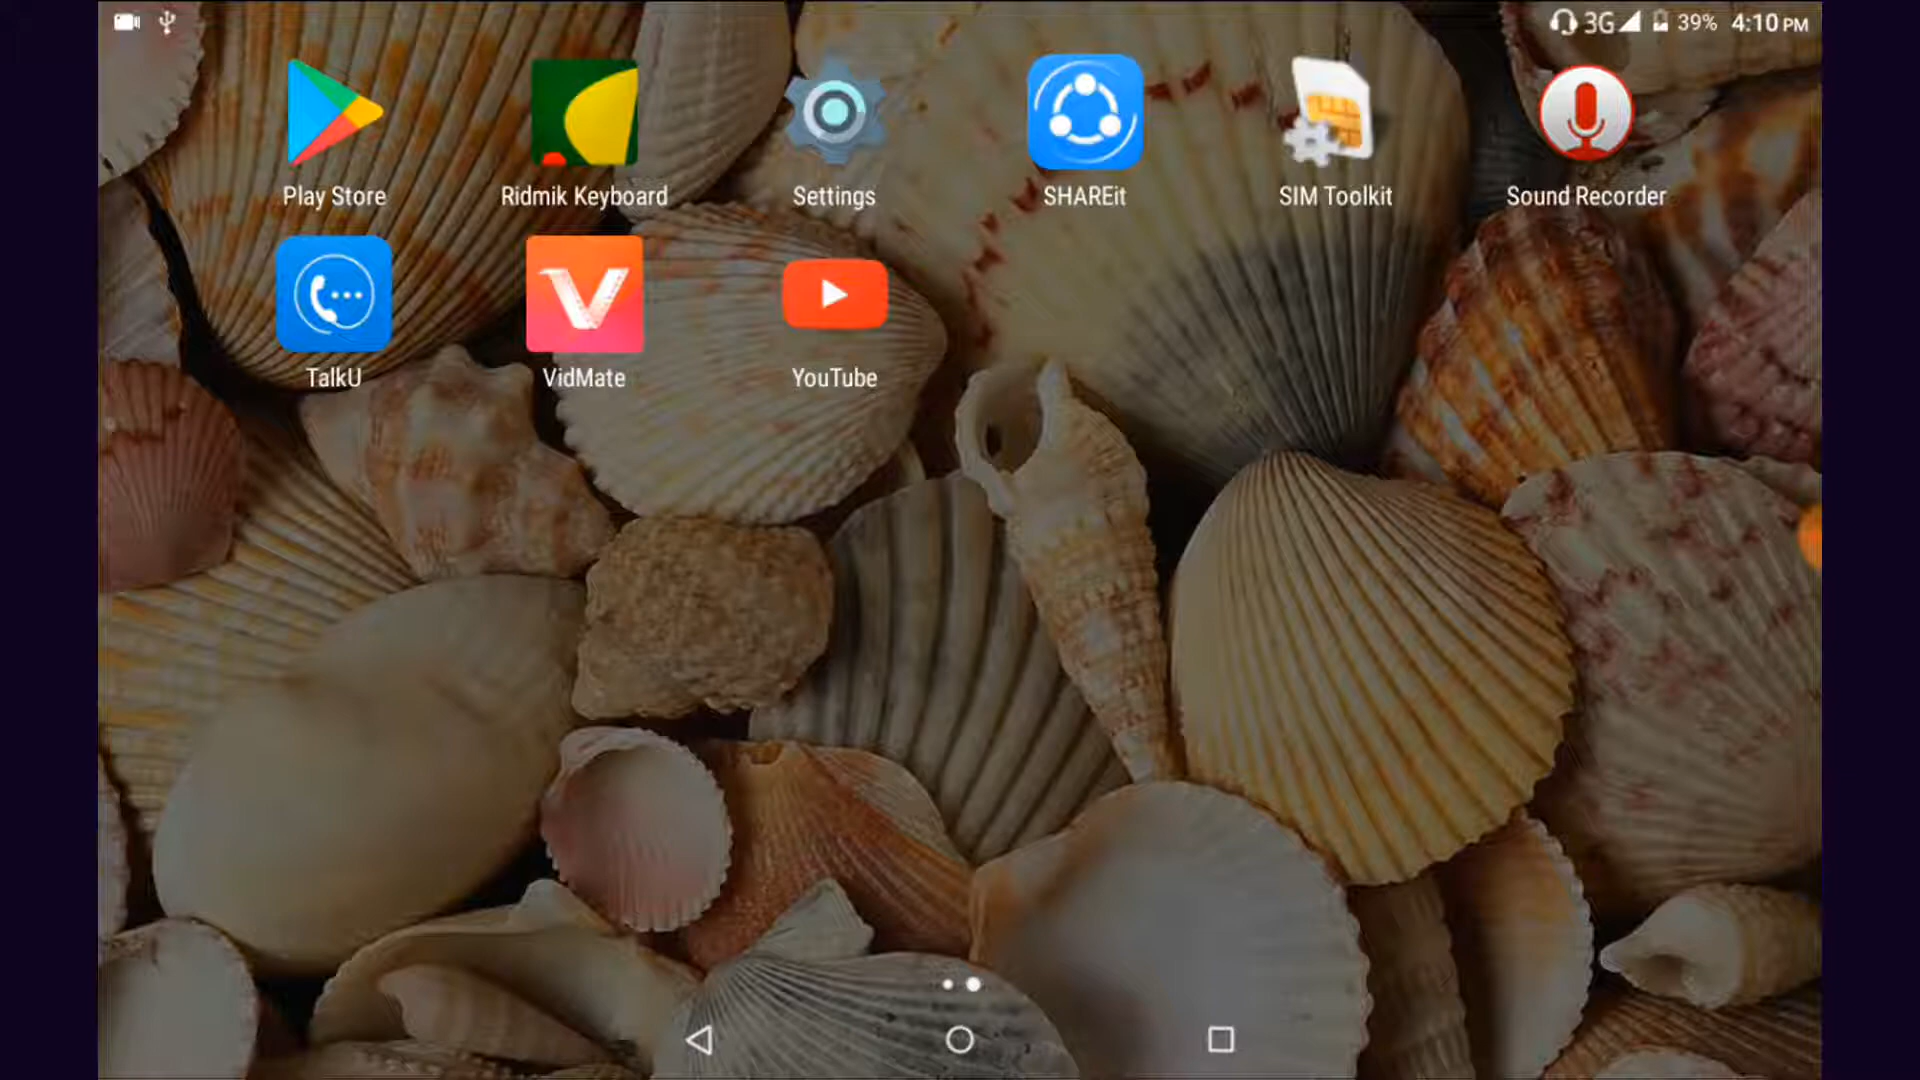 3G 39% 4:10 PM
Play Store
Ridmik Keyboard
Settings
SHAREit
SIM Toolkit
Sound Recorder
TalkU
VidMate
YouTube